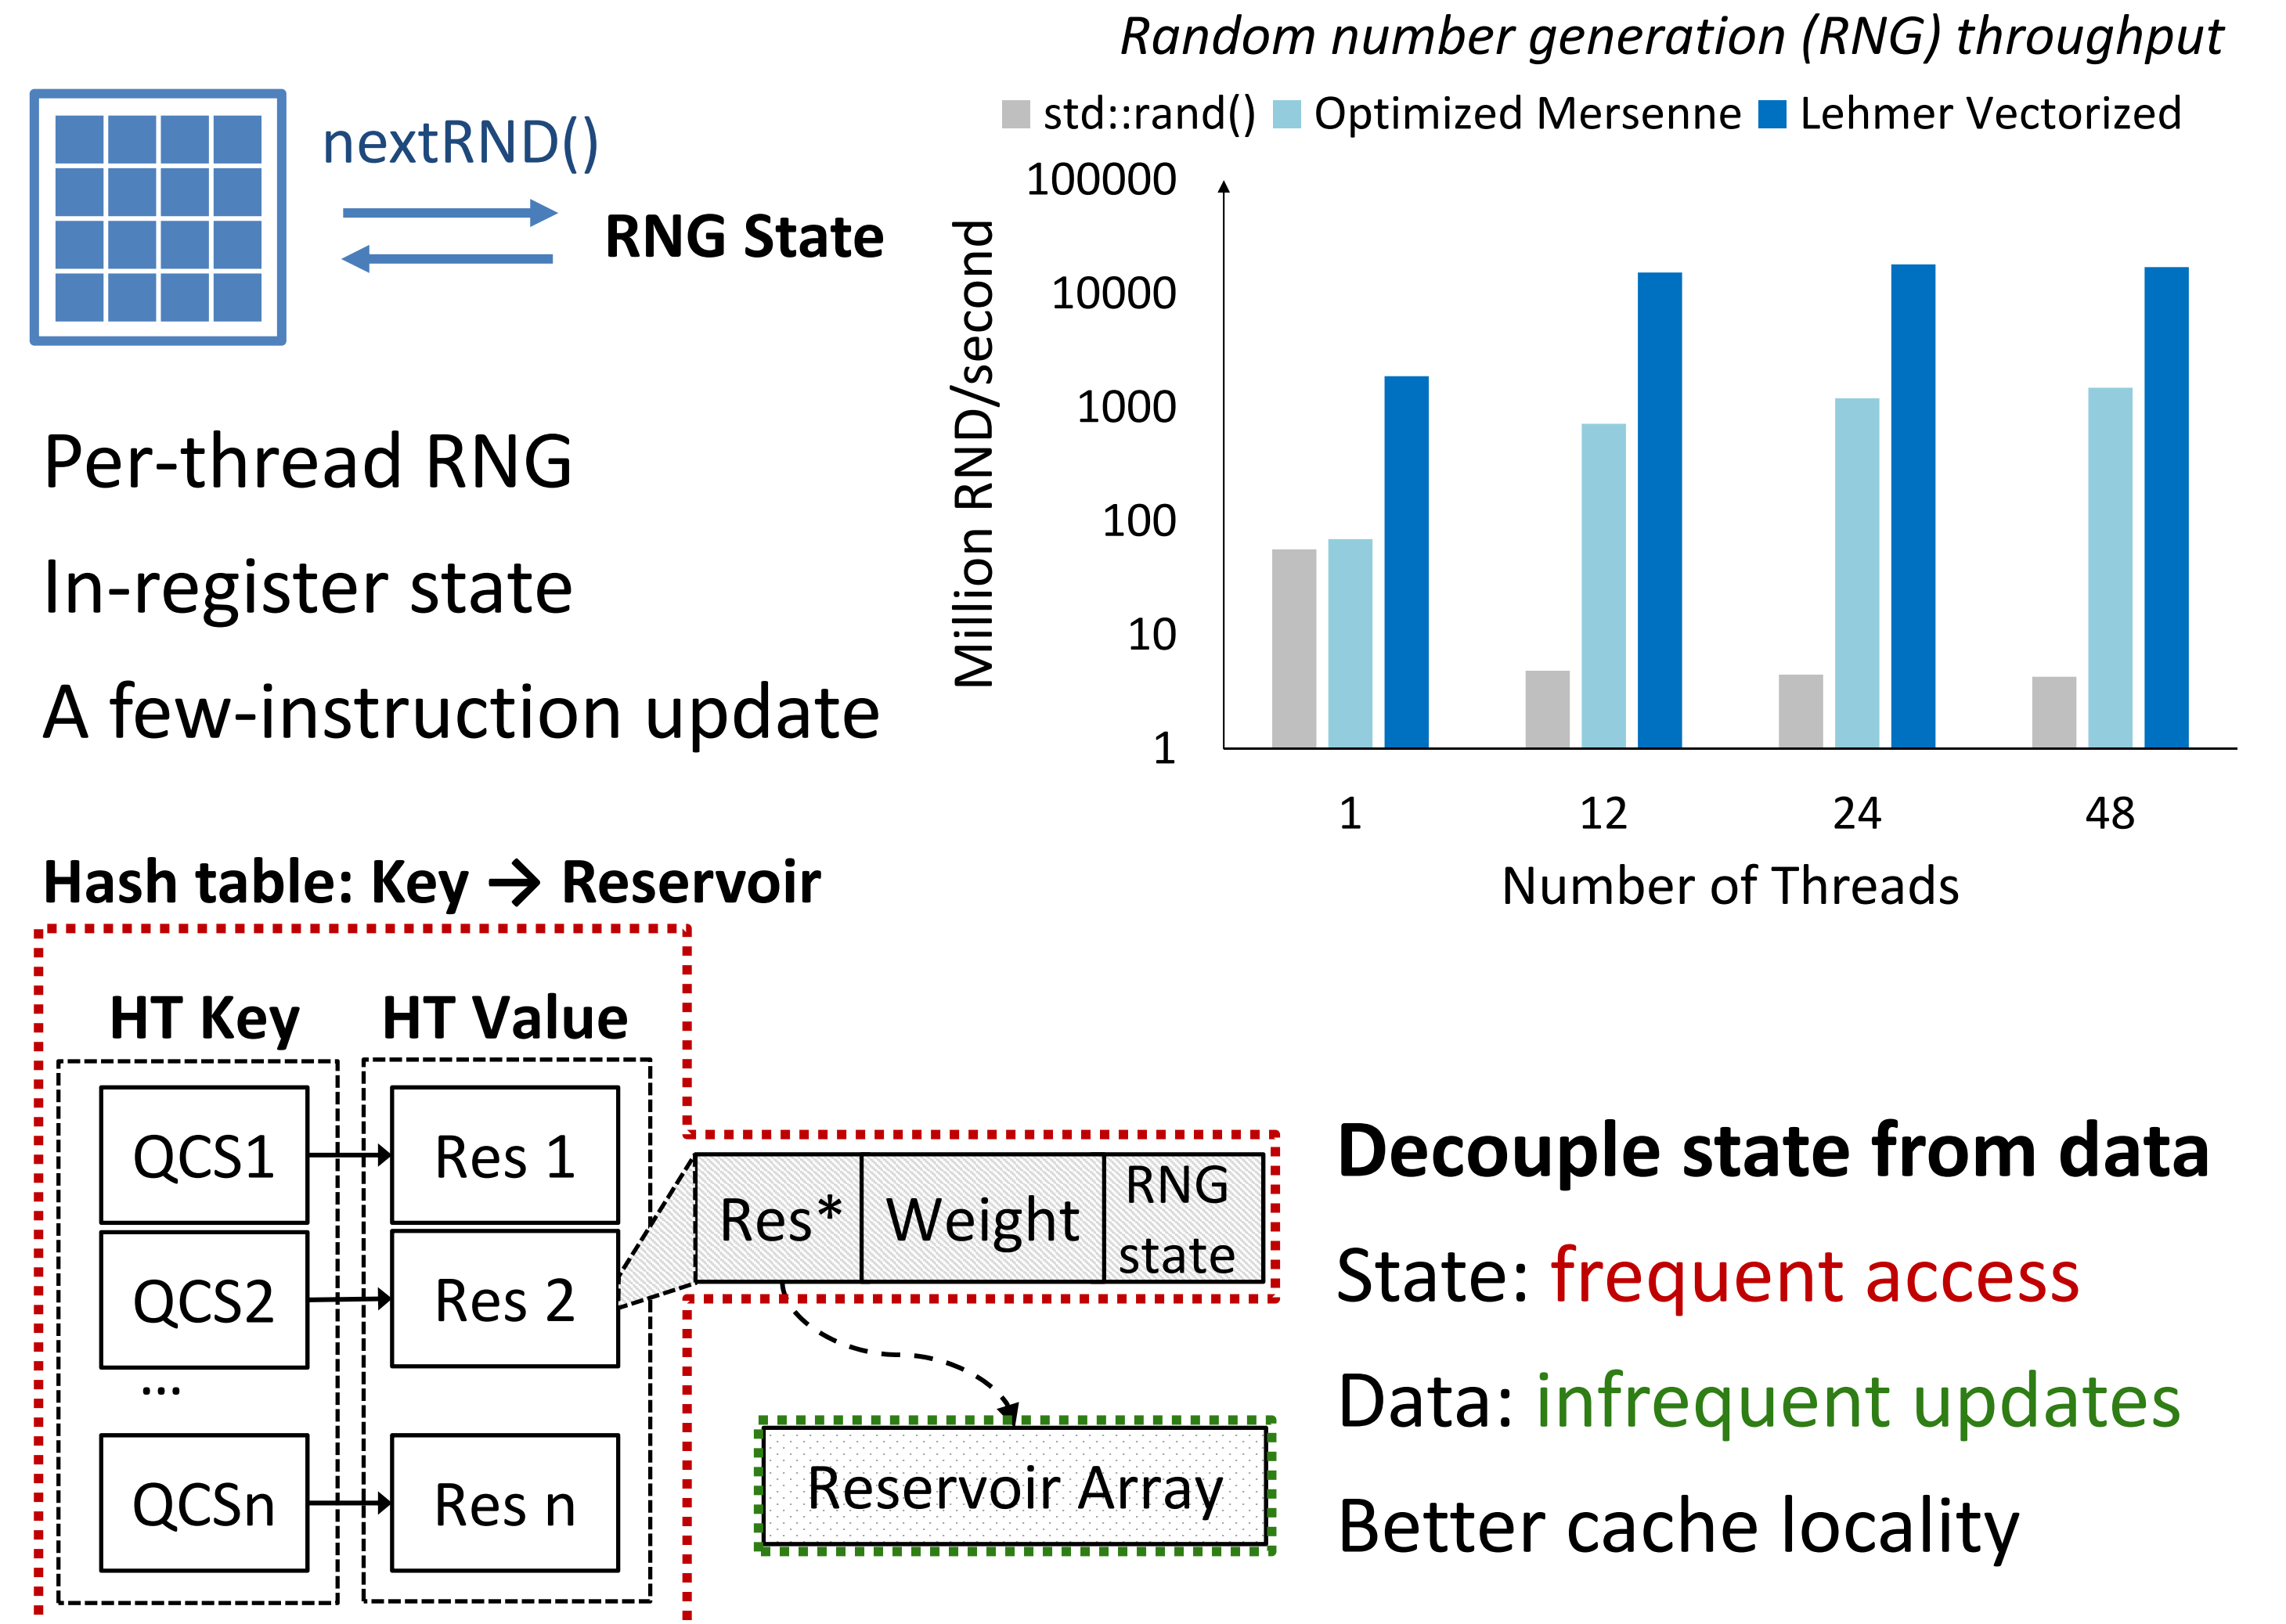 nextRND()
RNG State
Per-thread RNG
In-register state
A few-instruction update
Random number generation (RNG) throughput
std::rand() Optimized Mersenne Lehmer Vectorized
Million RND/second
100000
10000
1000
100
10
1
1 12 24 48
Number of Threads
Hash table: Key → Reservoir
HT Key HT Value
QCS1 Res 1
QCS2 Res 2
...
QCSn Res n
Res* Weight RNG
state
Reservoir Array
Decouple state from data
State: frequent access
Data: infrequent updates
Better cache locality